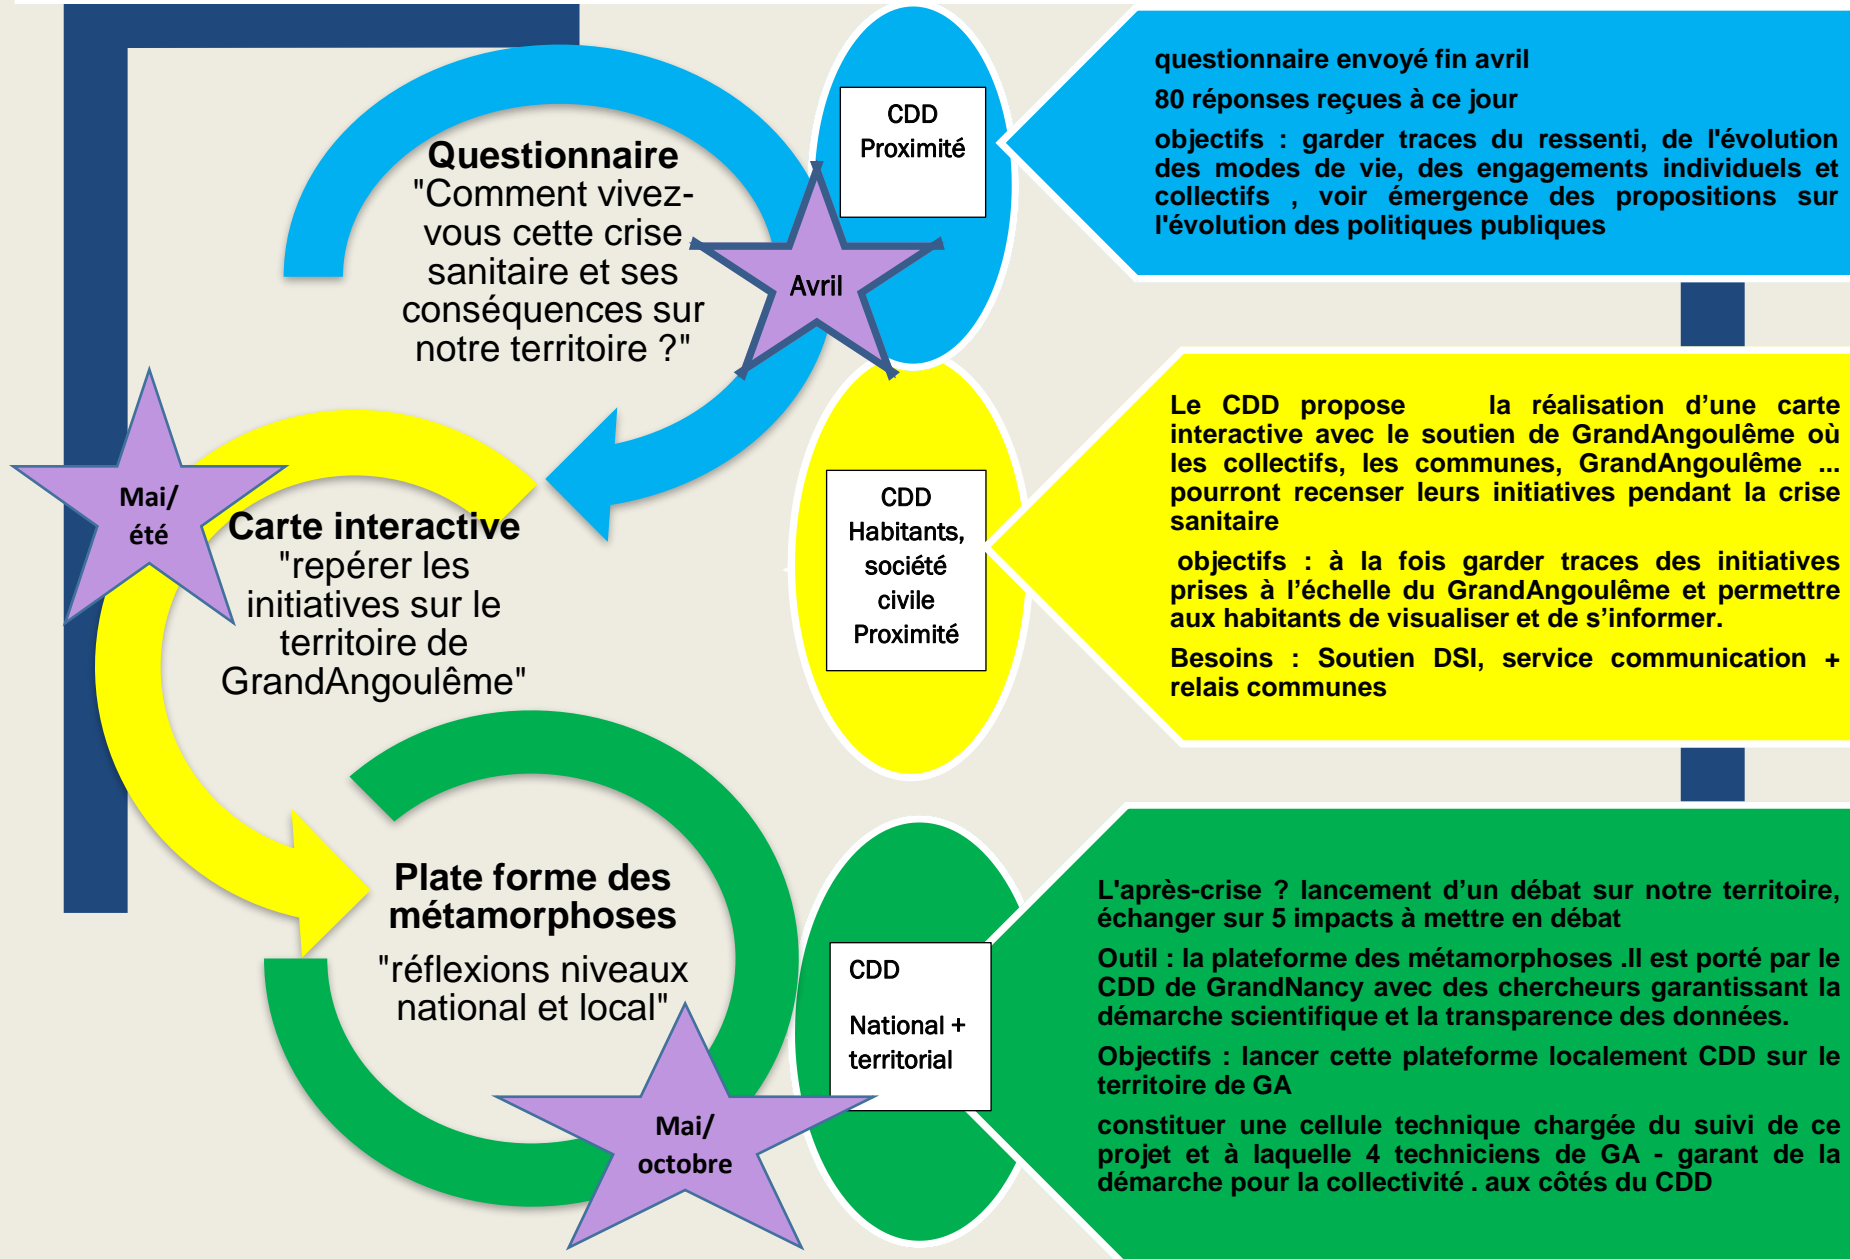 Questionnaire
"Comment vivez-
vous cette crise
sanitaire et ses
conséquences sur
notre territoire ?"
Avril
CDD
Proximité
questionnaire envoyé fin avril
80 réponses reçues à ce jour
objectifs : garder traces du ressenti, de l'évolution
des modes de vie, des engagements individuels et
collectifs , voir émergence des propositions sur
l'évolution des politiques publiques
Mai/
été
Carte interactive
"repérer les
initiatives sur le
territoire de
GrandAngoulême"
CDD
Habitants,
société
civile
Proximité
Le CDD propose la réalisation d’une carte
interactive avec le soutien de GrandAngoulême où
les collectifs, les communes, GrandAngoulême ...
pourront recenser leurs initiatives pendant la crise
sanitaire
objectifs : à la fois garder traces des initiatives
prises à l’échelle du GrandAngoulême et permettre
aux habitants de visualiser et de s’informer.
Besoins : Soutien DSI, service communication +
relais communes
Plate forme des
métamorphoses
"réflexions niveaux
national et local"
Mai/
octobre
CDD
National +
territorial
L'après-crise ? lancement d’un débat sur notre territoire,
échanger sur 5 impacts à mettre en débat
Outil : la plateforme des métamorphoses .Il est porté par le
CDD de GrandNancy avec des chercheurs garantissant la
démarche scientifique et la transparence des données.
Objectifs : lancer cette plateforme localement CDD sur le
territoire de GA
constituer une cellule technique chargée du suivi de ce
projet et à laquelle 4 techniciens de GA - garant de la
démarche pour la collectivité . aux côtés du CDD